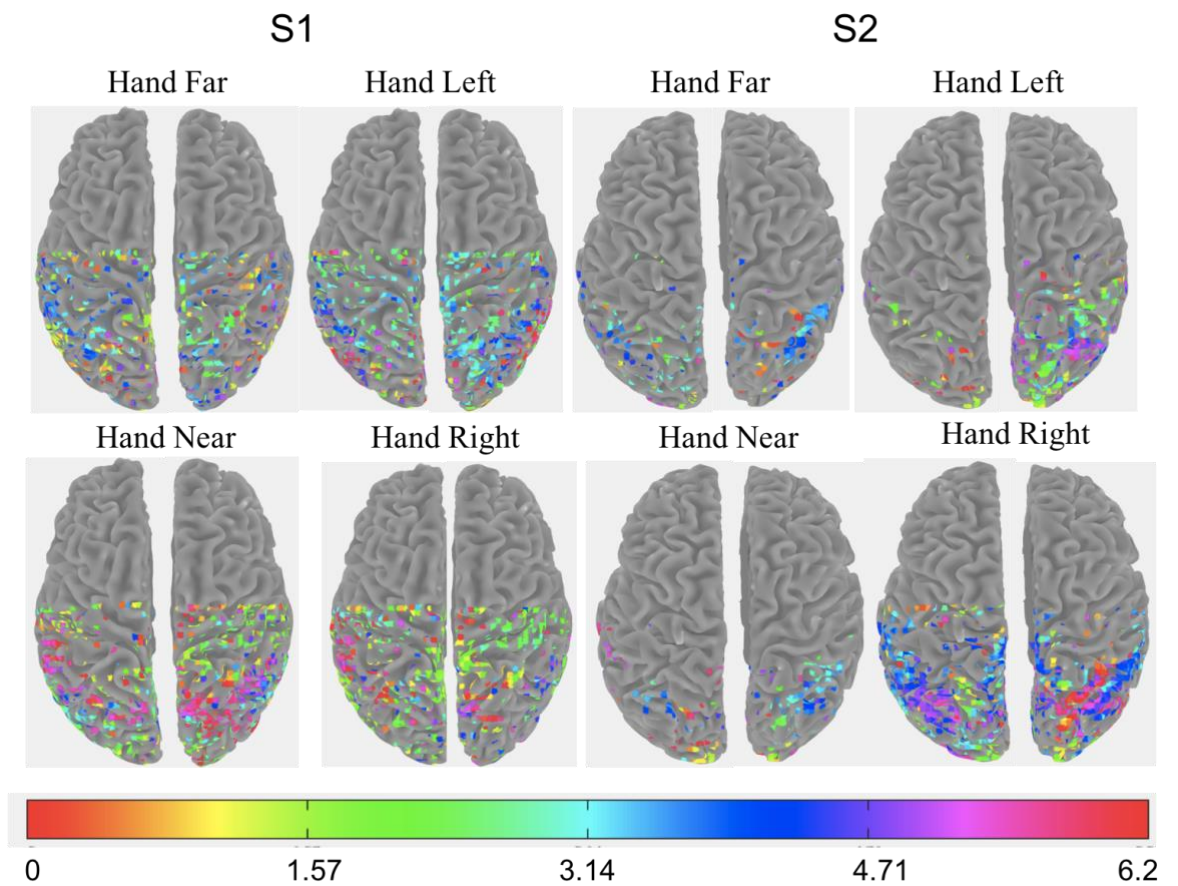 S1 S2
Hand Far Hand Left Hand Far Hand Left
Hand Near Hand Right Hand Near Hand Right
0 1.57 3.14 4.71 6.2